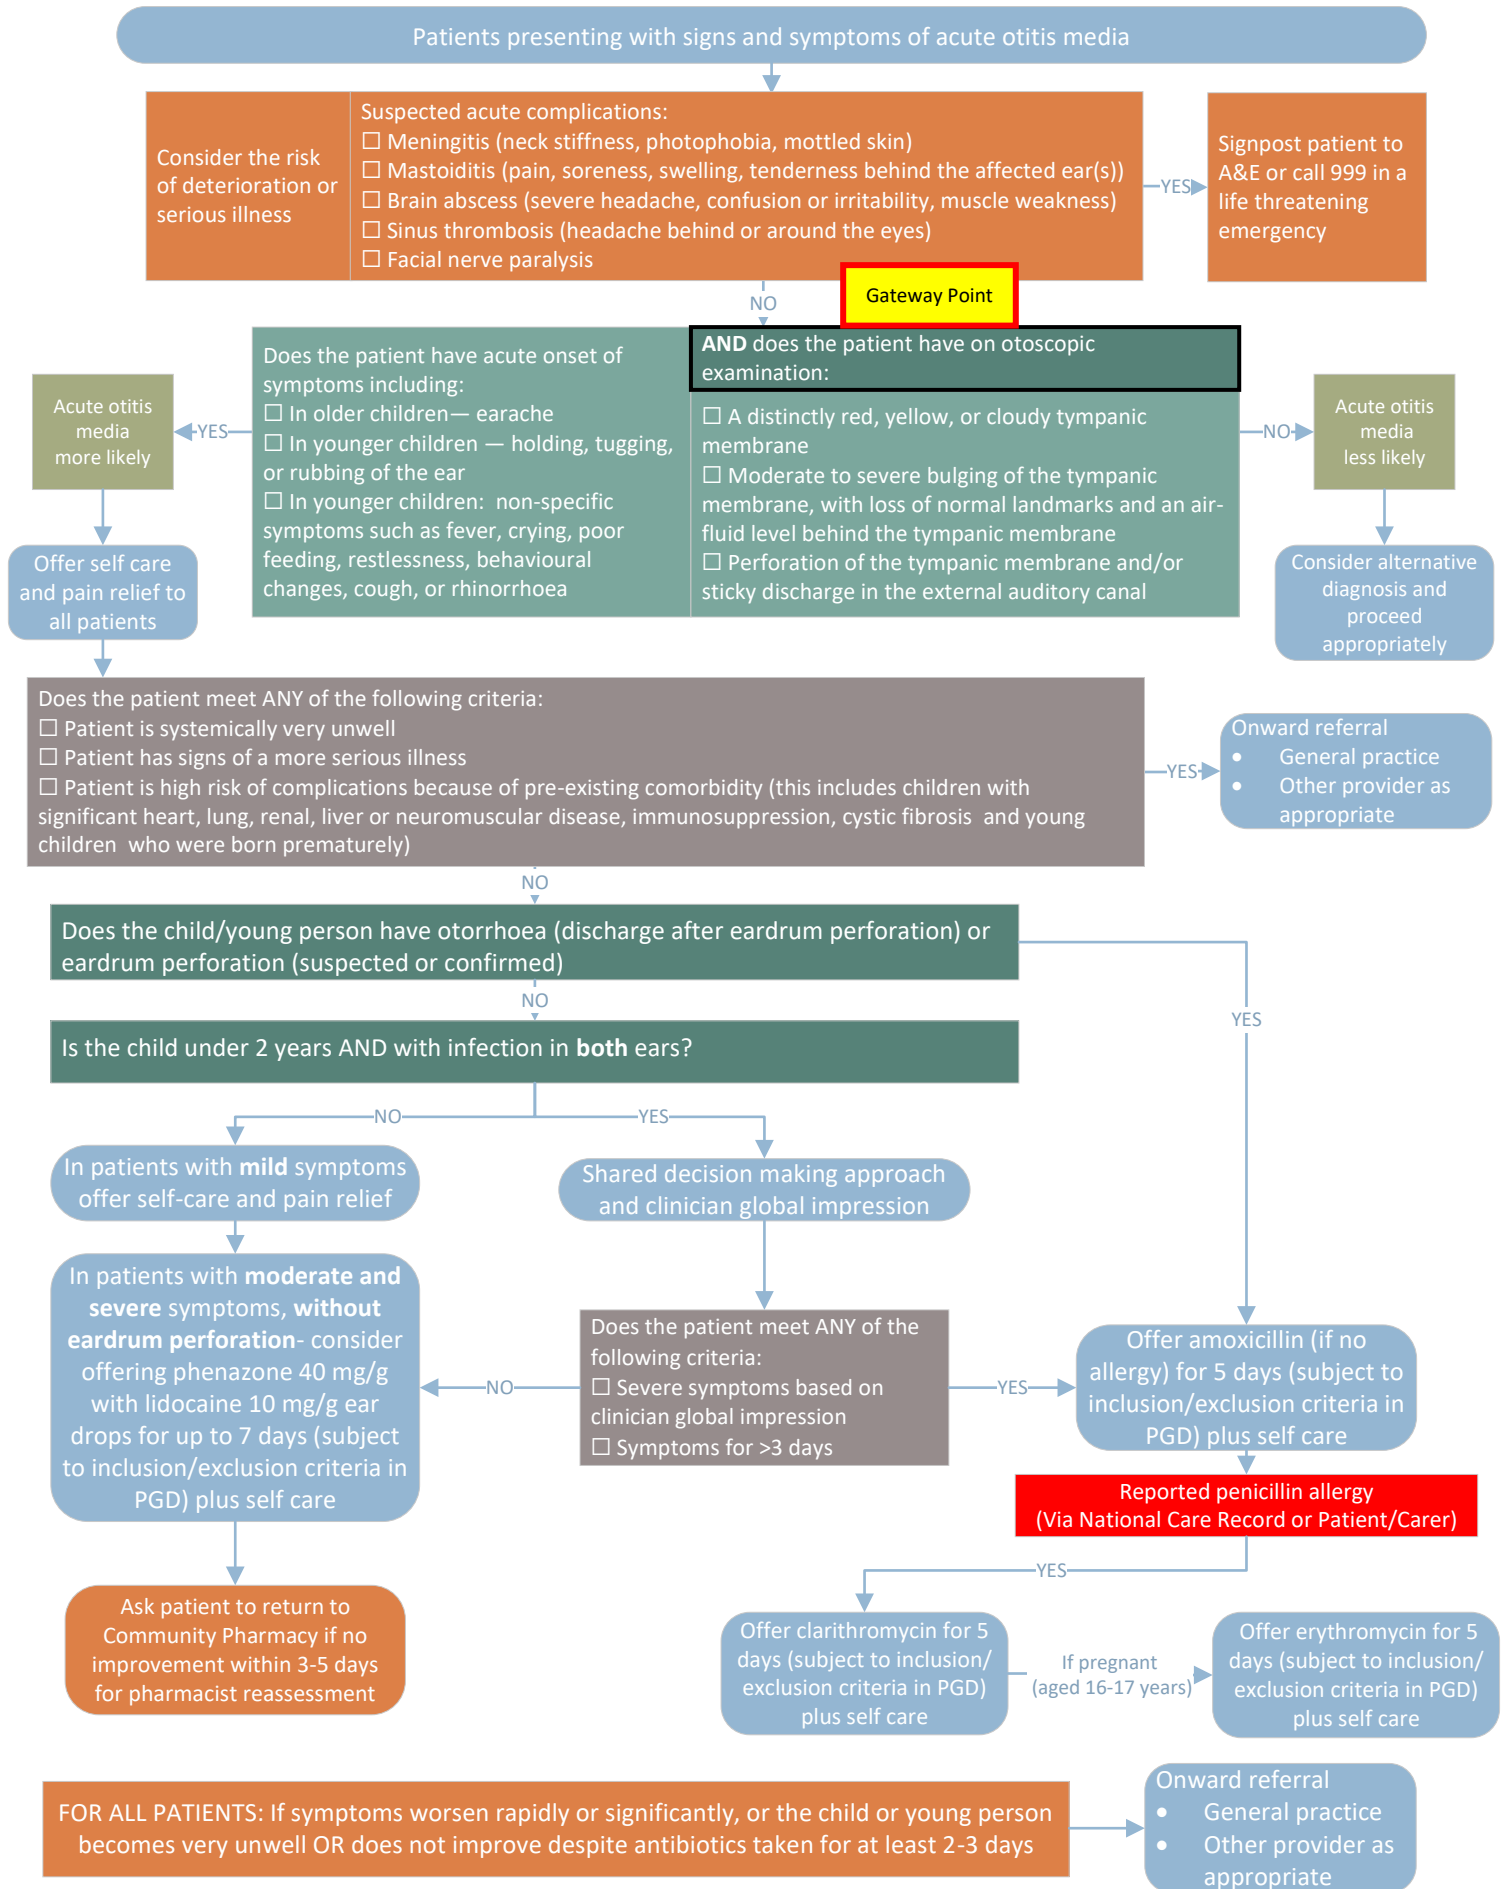 Patients presenting with signs and symptoms of acute otitis media
Consider the risk
of deterioration or
serious illness
Suspected acute complications:
☐ Meningitis (neck stiffness, photophobia, mottled skin)
☐ Mastoiditis (pain, soreness, swelling, tenderness behind the affected ear(s))
☐ Brain abscess (severe headache, confusion or irritability, muscle weakness)
☐ Sinus thrombosis (headache behind or around the eyes)
☐ Facial nerve paralysis
YES
Signpost patient to
A&E or call 999 in a
life threatening
emergency
NO
Gateway Point
Does the patient have acute onset of
symptoms including:
☐ In older children— earache
☐ In younger children — holding, tugging,
or rubbing of the ear
☐ In younger children: non-specific
symptoms such as fever, crying, poor
feeding, restlessness, behavioural
changes, cough, or rhinorrhoea
AND does the patient have on otoscopic
examination:
☐ A distinctly red, yellow, or cloudy tympanic
membrane
☐ Moderate to severe bulging of the tympanic
membrane, with loss of normal landmarks and an air-
fluid level behind the tympanic membrane
☐ Perforation of the tympanic membrane and/or
sticky discharge in the external auditory canal
YES
Acute otitis
media
more likely
NO
Acute otitis
media
less likely
Offer self care
and pain relief to
all patients
Consider alternative
diagnosis and
proceed
appropriately
Does the patient meet ANY of the following criteria:
☐ Patient is systemically very unwell
☐ Patient has signs of a more serious illness
☐ Patient is high risk of complications because of pre-existing comorbidity (this includes children with
significant heart, lung, renal, liver or neuromuscular disease, immunosuppression, cystic fibrosis and young
children who were born prematurely)
YES
Onward referral
• General practice
• Other provider as
appropriate
NO
Does the child/young person have otorrhoea (discharge after eardrum perforation) or
eardrum perforation (suspected or confirmed)
NO
YES
Is the child under 2 years AND with infection in both ears?
NO
YES
In patients with mild symptoms
offer self-care and pain relief
Shared decision making approach
and clinician global impression
In patients with moderate and
severe symptoms, without
eardrum perforation- consider
offering phenazone 40 mg/g
with lidocaine 10 mg/g ear
drops for up to 7 days (subject
to inclusion/exclusion criteria in
PGD) plus self care
NO
Does the patient meet ANY of the
following criteria:
☐ Severe symptoms based on
clinician global impression
☐ Symptoms for >3 days
YES
Offer amoxicillin (if no
allergy) for 5 days (subject to
inclusion/exclusion criteria in
PGD) plus self care
Reported penicillin allergy
(Via National Care Record or Patient/Carer)
YES
Ask patient to return to
Community Pharmacy if no
improvement within 3-5 days
for pharmacist reassessment
Offer clarithromycin for 5
days (subject to inclusion/
exclusion criteria in PGD)
plus self care
If pregnant
(aged 16-17 years)
Offer erythromycin for 5
days (subject to inclusion/
exclusion criteria in PGD)
plus self care
FOR ALL PATIENTS: If symptoms worsen rapidly or significantly, or the child or young person
becomes very unwell OR does not improve despite antibiotics taken for at least 2-3 days
Onward referral
• General practice
• Other provider as
appropriate